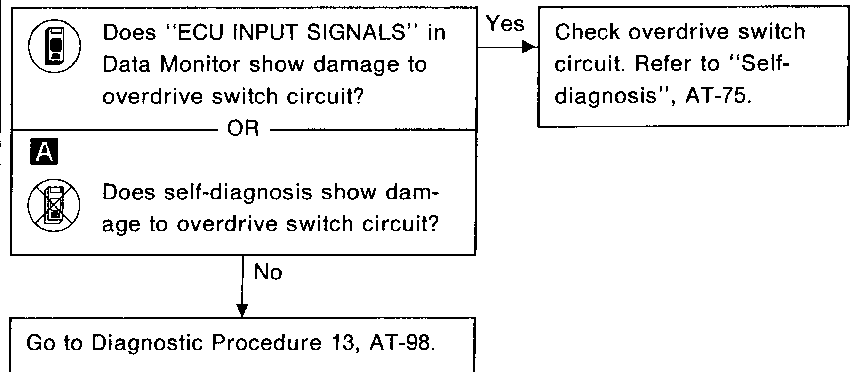 Does "ECU INPUT SIGNALS" in
Data Monitor show damage to
overdrive switch circuit?
Yes
Check overdrive switch
circuit. Refer to "Self-
diagnosis", AT-75.
OR
A
Does self-diagnosis show dam-
age to overdrive switch circuit?
No
Go to Diagnostic Procedure 13, AT-98.